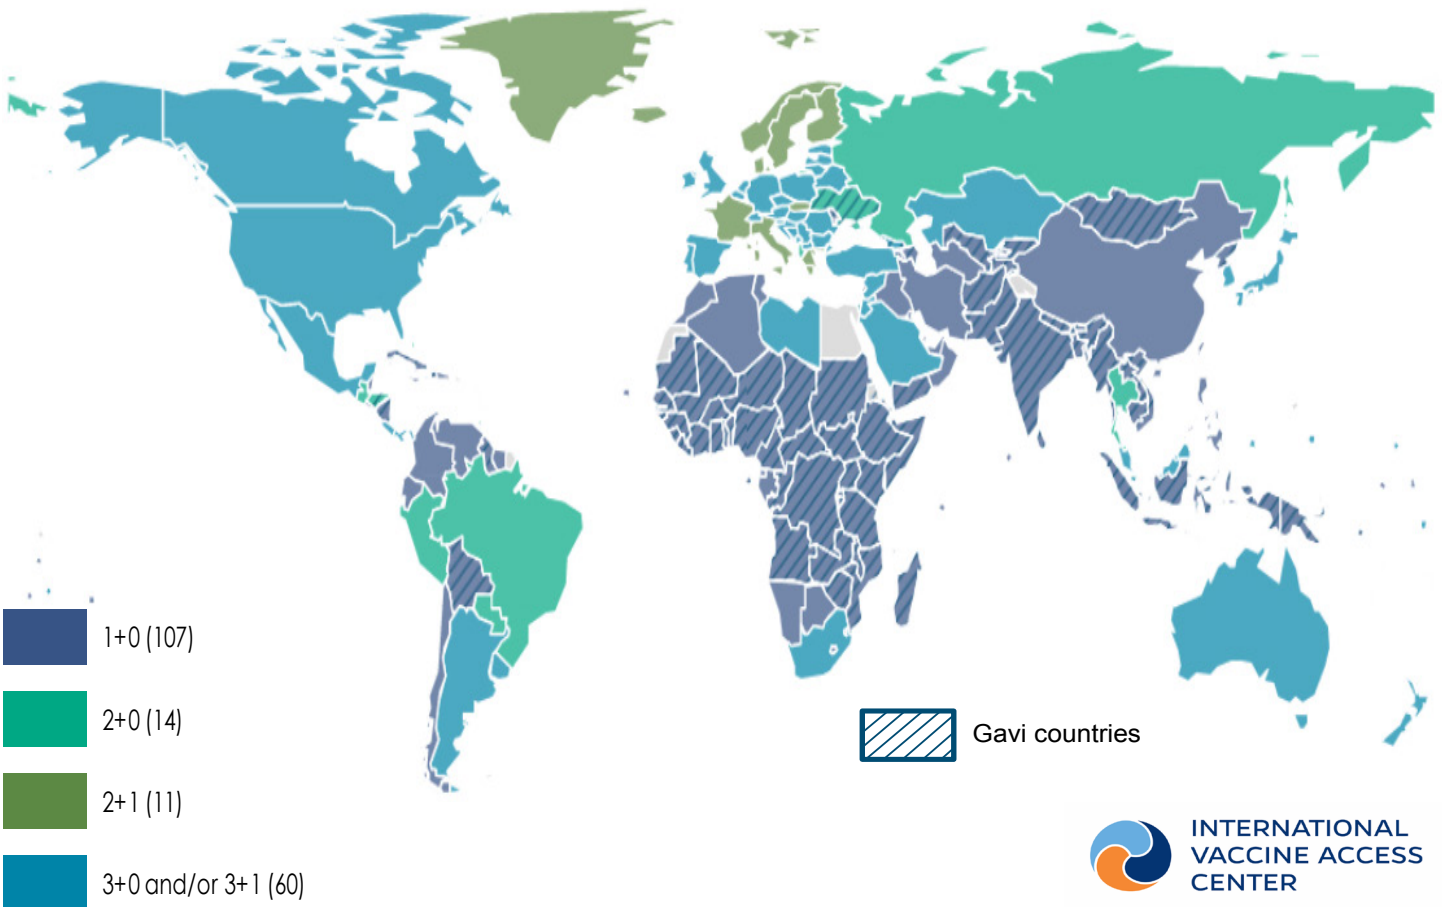 1+0 (107)
2+0 (14)
Gavi countries
2+1 (11)
3+0 and/or 3+1 (60)
INTERNATIONAL
VACCINE ACCESS
CENTER